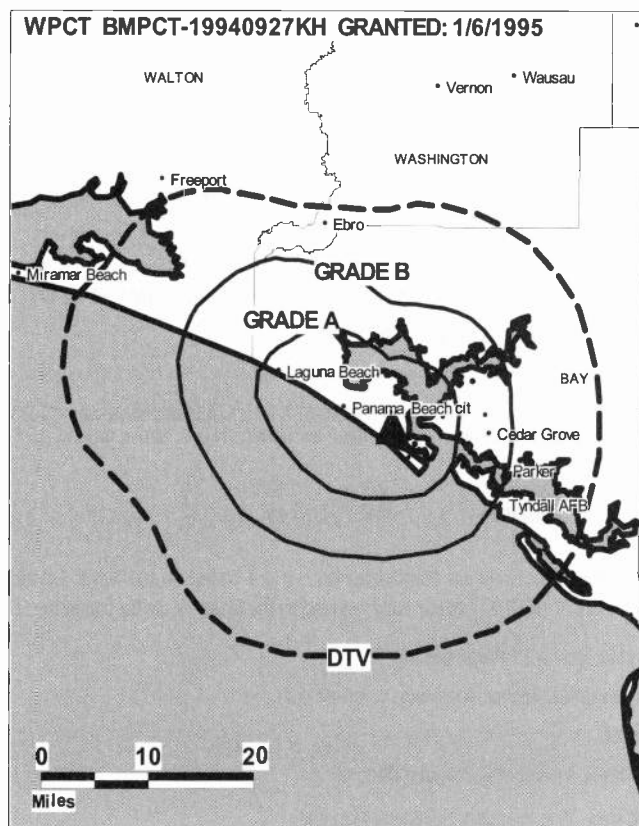 WPCT BMPCT-19940927KH GRANTED: 1/6/1995
WALTON
Wausau
Vernon
WASHINGTON
Freeport
Ebro
GRADE B
Miramar Beach
GRADE A
Laguna Beach
BAY
Panama Beach cit
Cedar Grove
Parker
Tyndall AFB
DTV
0 10 20
Miles